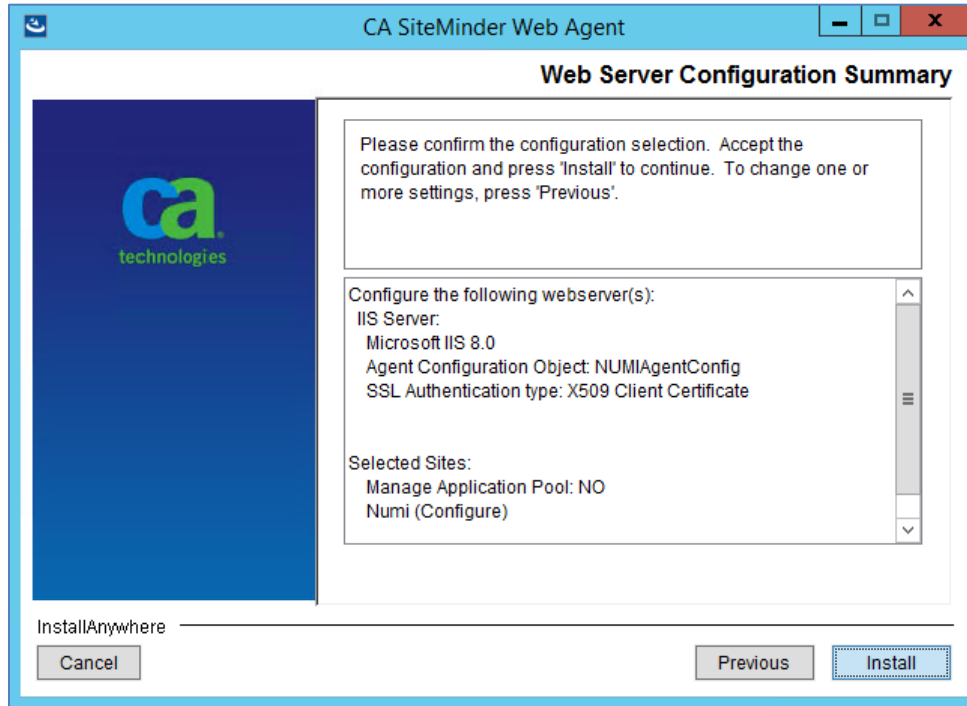 CA SiteMinder Web Agent
Web Server Configuration Summary
ca
technologies
Please confirm the configuration selection. Accept the
configuration and press 'Install' to continue. To change one or
more settings, press 'Previous'.
Configure the following webserver(s):
IIS Server:
Microsoft IIS 8.0
Agent Configuration Object: NUMIAgentConfig
SSL Authentication type: X509 Client Certificate
Selected Sites:
Manage Application Pool: NO
Numi (Configure)
InstallAnywhere
Cancel
Previous
Install